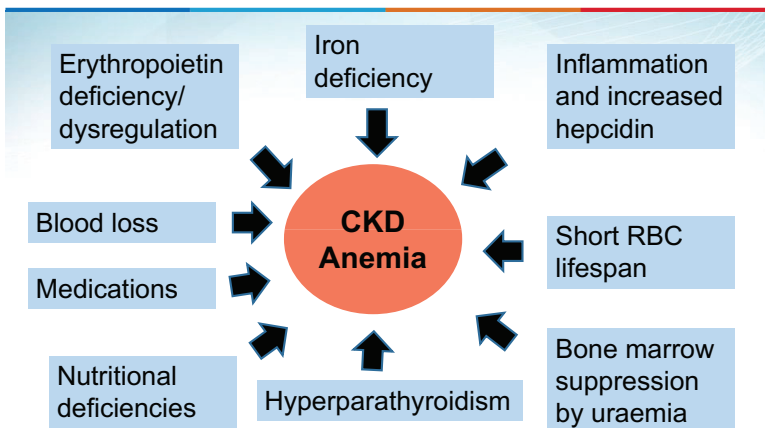 Erythropoietin
deficiency/
dysregulation
Iron
deficiency
Inflammation
and increased
hepcidin
Blood loss
CKD
Anemia
Short RBC
lifespan
Medications
Nutritional
deficiencies
Hyperparathyroidism
Bone marrow
suppression
by uraemia